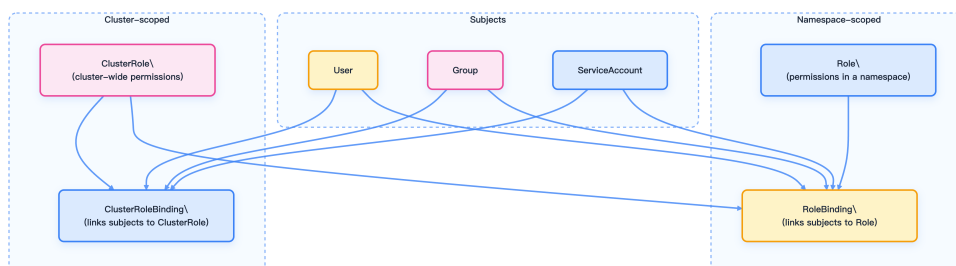 Cluster-scoped
Subjects
Namespace-scoped
ClusterRole\
(cluster-wide permissions)
User
Group
ServiceAccount
Role\
(permissions in a namespace)
ClusterRoleBinding\
(links subjects to ClusterRole)
RoleBinding\
(links subjects to Role)